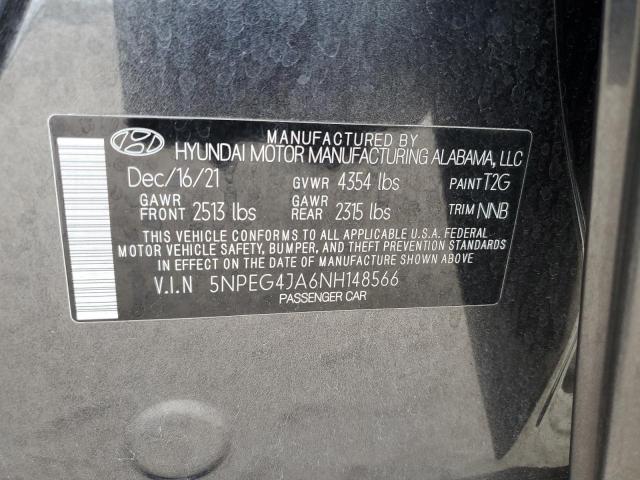 MANUFACTURED BY
HYUNDAI MOTOR MANUFACTURING ALABAMA, LLC
Dec/16/21 GVWR 4354 lbs PAINT T2G
GAWR FRONT 2513 lbs GAWR REAR 2315 lbs TRIM NNB
THIS VEHICLE CONFORMS TO ALL APPLICABLE U.S.A. FEDERAL
MOTOR VEHICLE SAFETY, BUMPER, AND THEFT PREVENTION STANDARDS
IN EFFECT ON THE DATE OF MANUFACTURE SHOWN ABOVE.
V.I.N 5NPEG4JA6NH148566
PASSENGER CAR